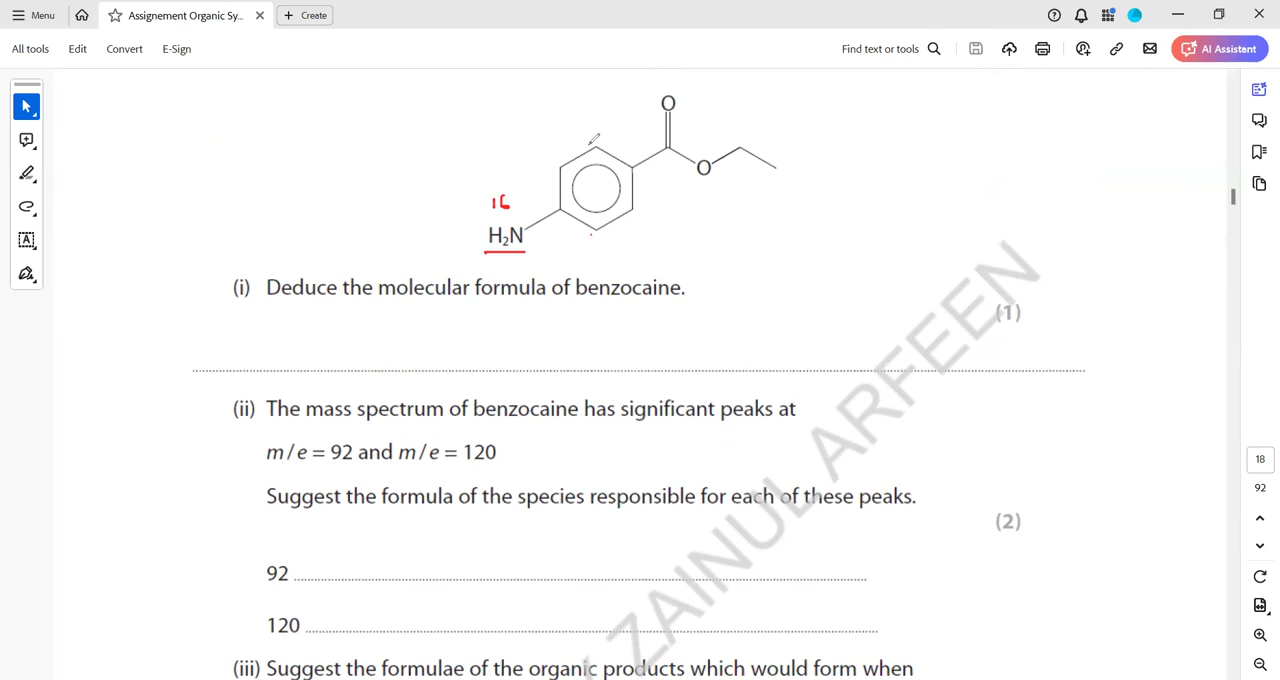 Menu
Assignement Organic Sy...
Create
All tools
Edit
Convert
E-Sign
Find text or tools
AI Assistant
O
O
16
H₂N
(i) Deduce the molecular formula of benzocaine.
(1)
(ii) The mass spectrum of benzocaine has significant peaks at
m/e = 92 and m/e = 120
Suggest the formula of the species responsible for each of these peaks.
(2)
92
120
(iii) Suggest the formulae of the organic products which would form when
ZAINUL ARFEEN
18
92